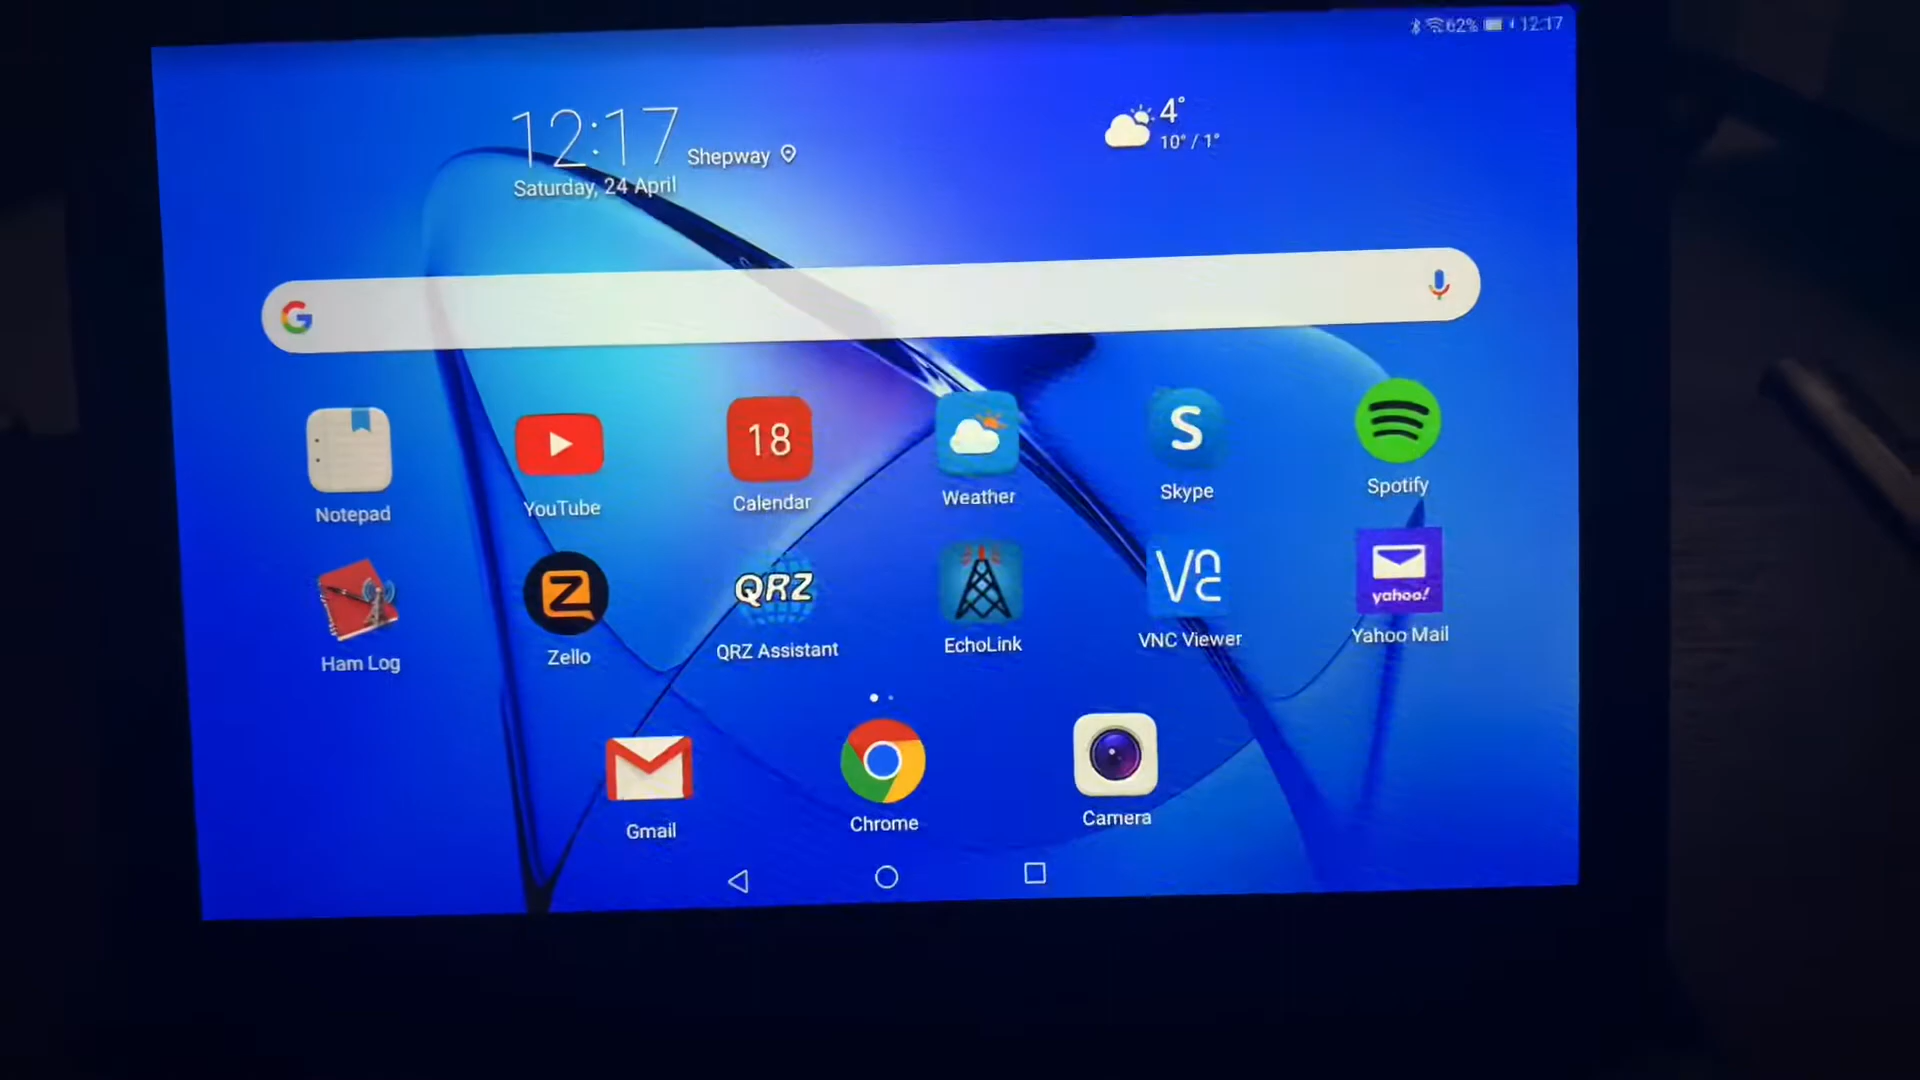 62% 12:17
12:17 Shepway
Saturday, 24 April
4°
10° / 1°
G
18
S
Notepad YouTube Calendar Weather Skype Spotify
Z QRZ Vnc yahoo!
Ham Log Zello QRZ Assistant EchoLink VNC Viewer Yahoo Mail
Gmail Chrome Camera